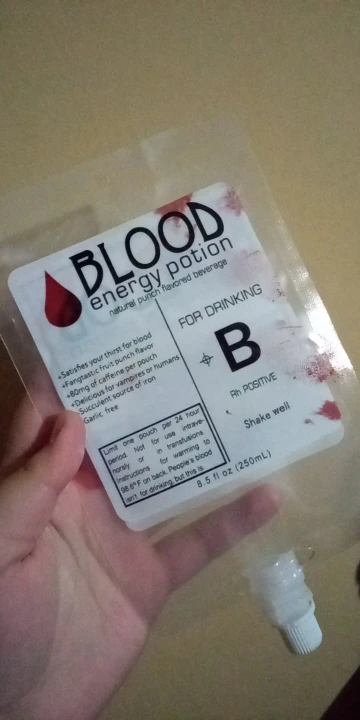 BLOOD
energy potion
natural punch flavored beverage
•Satisfies your thirst for blood
•Fangtastic fruit punch flavor
•80mg of caffeine per pouch
•Delicious for vampires or humans
•Succulent source of iron
•Garlic free
Limit one pouch per 24 hour
period. Not for use intrave-
nously or in transfusions.
Instructions for warming to
98.6°F on back. People's blood
isn't for drinking, but this is.
FOR DRINKING
B
Rh POSITIVE
Shake well
8.5 fl oz (250mL)